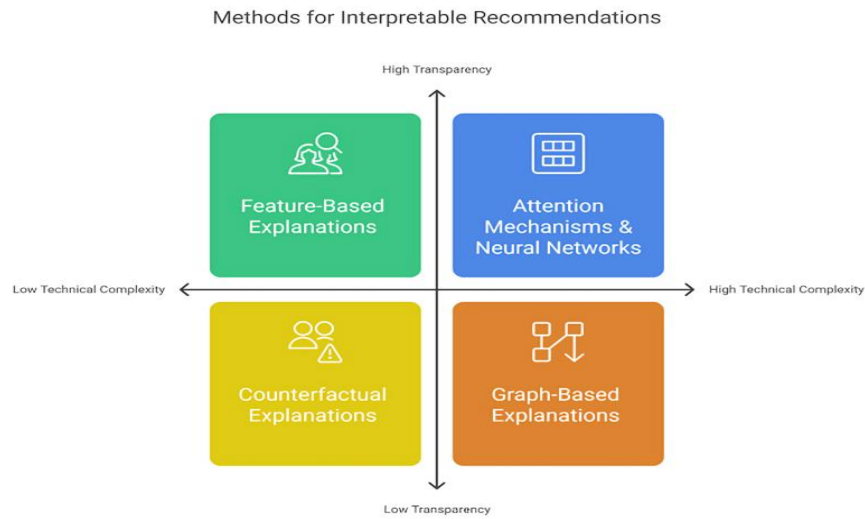 Methods for Interpretable Recommendations
High Transparency
Feature-Based
Explanations
Attention
Mechanisms &
Neural Networks
Low Technical Complexity
High Technical Complexity
Counterfactual
Explanations
Graph-Based
Explanations
Low Transparency